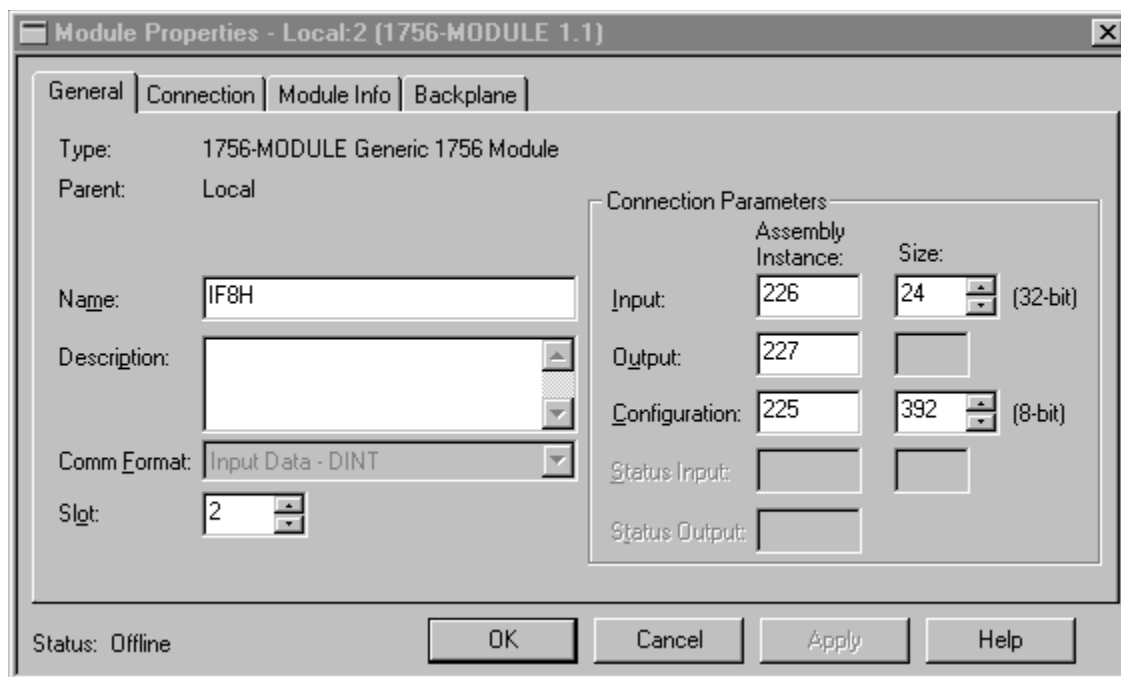 Module Properties - Local:2 (1756-MODULE 1.1)
General
Connection
Module Info
Backplane
Type: 1756-MODULE Generic 1756 Module
Parent: Local
Name: IF8H
Description:
Comm Format: Input Data - DINT
Slot: 2
Connection Parameters
Assembly
Instance: Size:
Input: 226 24 (32-bit)
Output: 227
Configuration: 225 392 (8-bit)
Status Input:
Status Output:
Status: Offline
OK
Cancel
Apply
Help